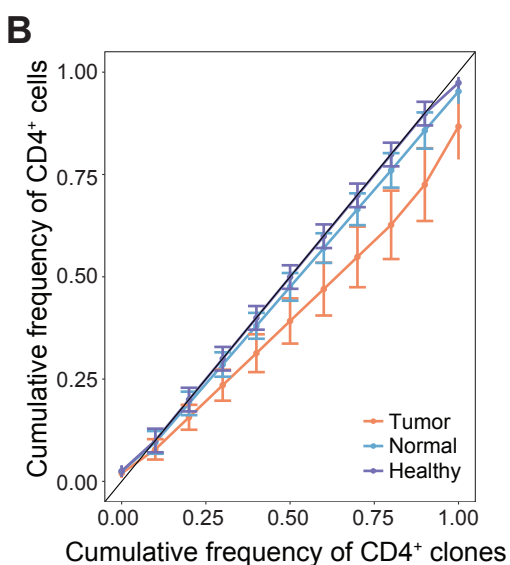 B
Cumulative frequency of CD4⁺ cells
1.00
0.75
0.50
0.25
0.00
Tumor
Normal
Healthy
0.00 0.25 0.50 0.75 1.00
Cumulative frequency of CD4⁺ clones